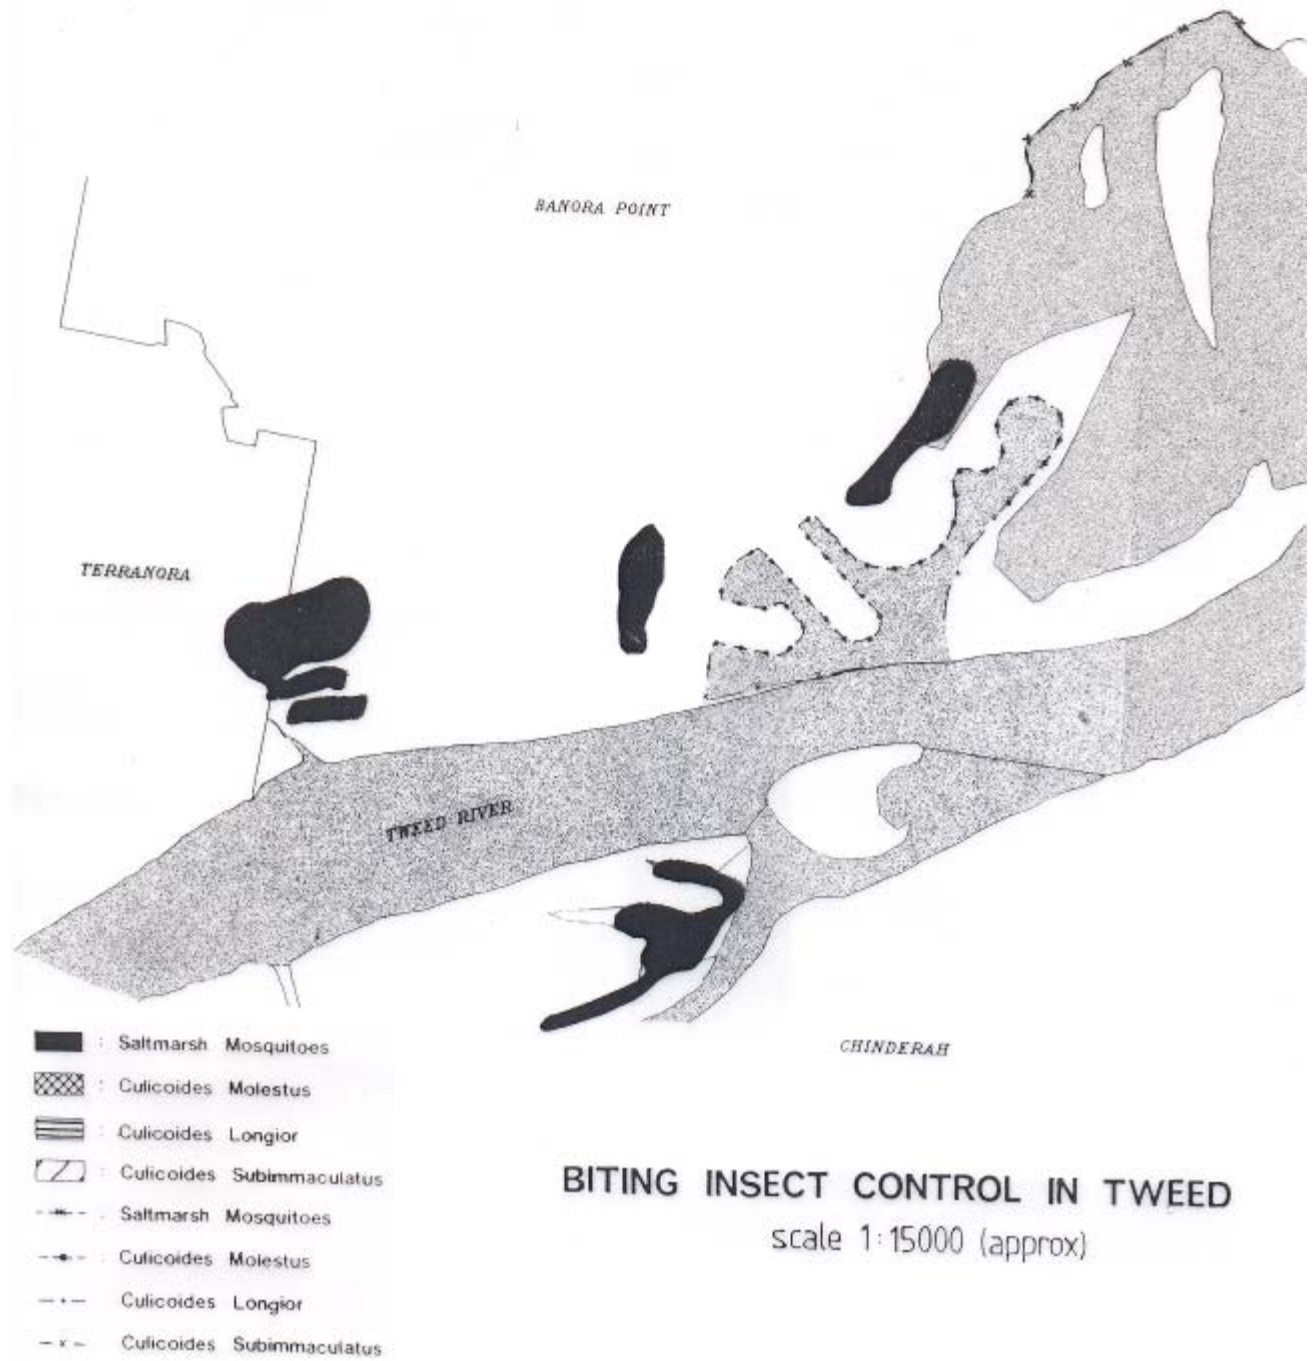 BANORA POINT
TERRANORA
TWEED RIVER
CHINDERAH
: Saltmarsh Mosquitoes
: Culicoides Molestus
: Culicoides Longior
: Culicoides Subimmaculatus
Saltmarsh Mosquitoes
Culicoides Molestus
Culicoides Longior
Culicoides Subimmaculatus
BITING INSECT CONTROL IN TWEED
scale 1:15000 (approx)